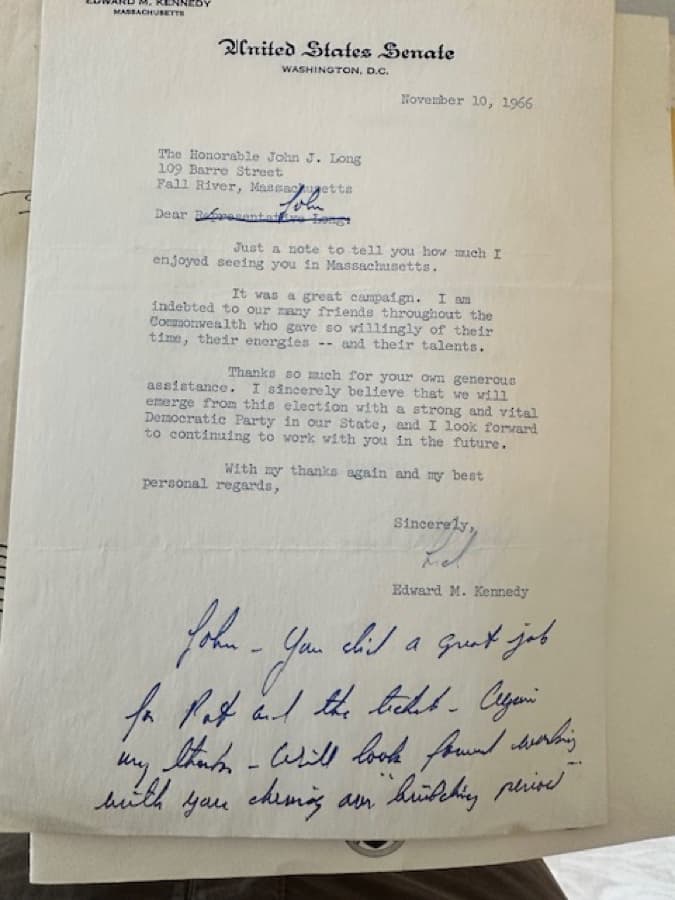 EDWARD M. KENNEDY
MASSACHUSETTS
United States Senate
WASHINGTON, D.C.
November 10, 1966
The Honorable John J. Long
109 Barre Street
Fall River, Massachusetts
John
Dear Representative Long:
Just a note to tell you how much I
enjoyed seeing you in Massachusetts.
It was a great campaign. I am
indebted to our many friends throughout the
Commonwealth who gave so willingly of their
time, their energies -- and their talents.
Thanks so much for your own generous
assistance. I sincerely believe that we will
emerge from this election with a strong and vital
Democratic Party in our State, and I look forward
to continuing to work with you in the future.
With my thanks again and my best
personal regards,
Sincerely,
Ted
Edward M. Kennedy
John - You did a great job
for Pat and the ticket - Again
my thanks - Will look forward working
with you during our "building period"